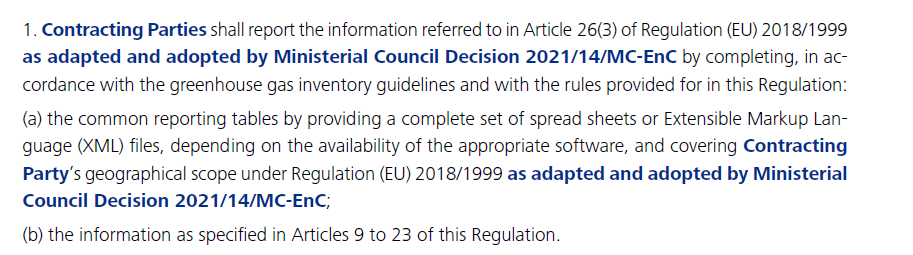 1. Contracting Parties shall report the information referred to in Article 26(3) of Regulation (EU) 2018/1999
as adapted and adopted by Ministerial Council Decision 2021/14/MC-EnC by completing, in ac-
cordance with the greenhouse gas inventory guidelines and with the rules provided for in this Regulation:
(a) the common reporting tables by providing a complete set of spread sheets or Extensible Markup Lan-
guage (XML) files, depending on the availability of the appropriate software, and covering Contracting
Party's geographical scope under Regulation (EU) 2018/1999 as adapted and adopted by Ministerial
Council Decision 2021/14/MC-EnC;
(b) the information as specified in Articles 9 to 23 of this Regulation.